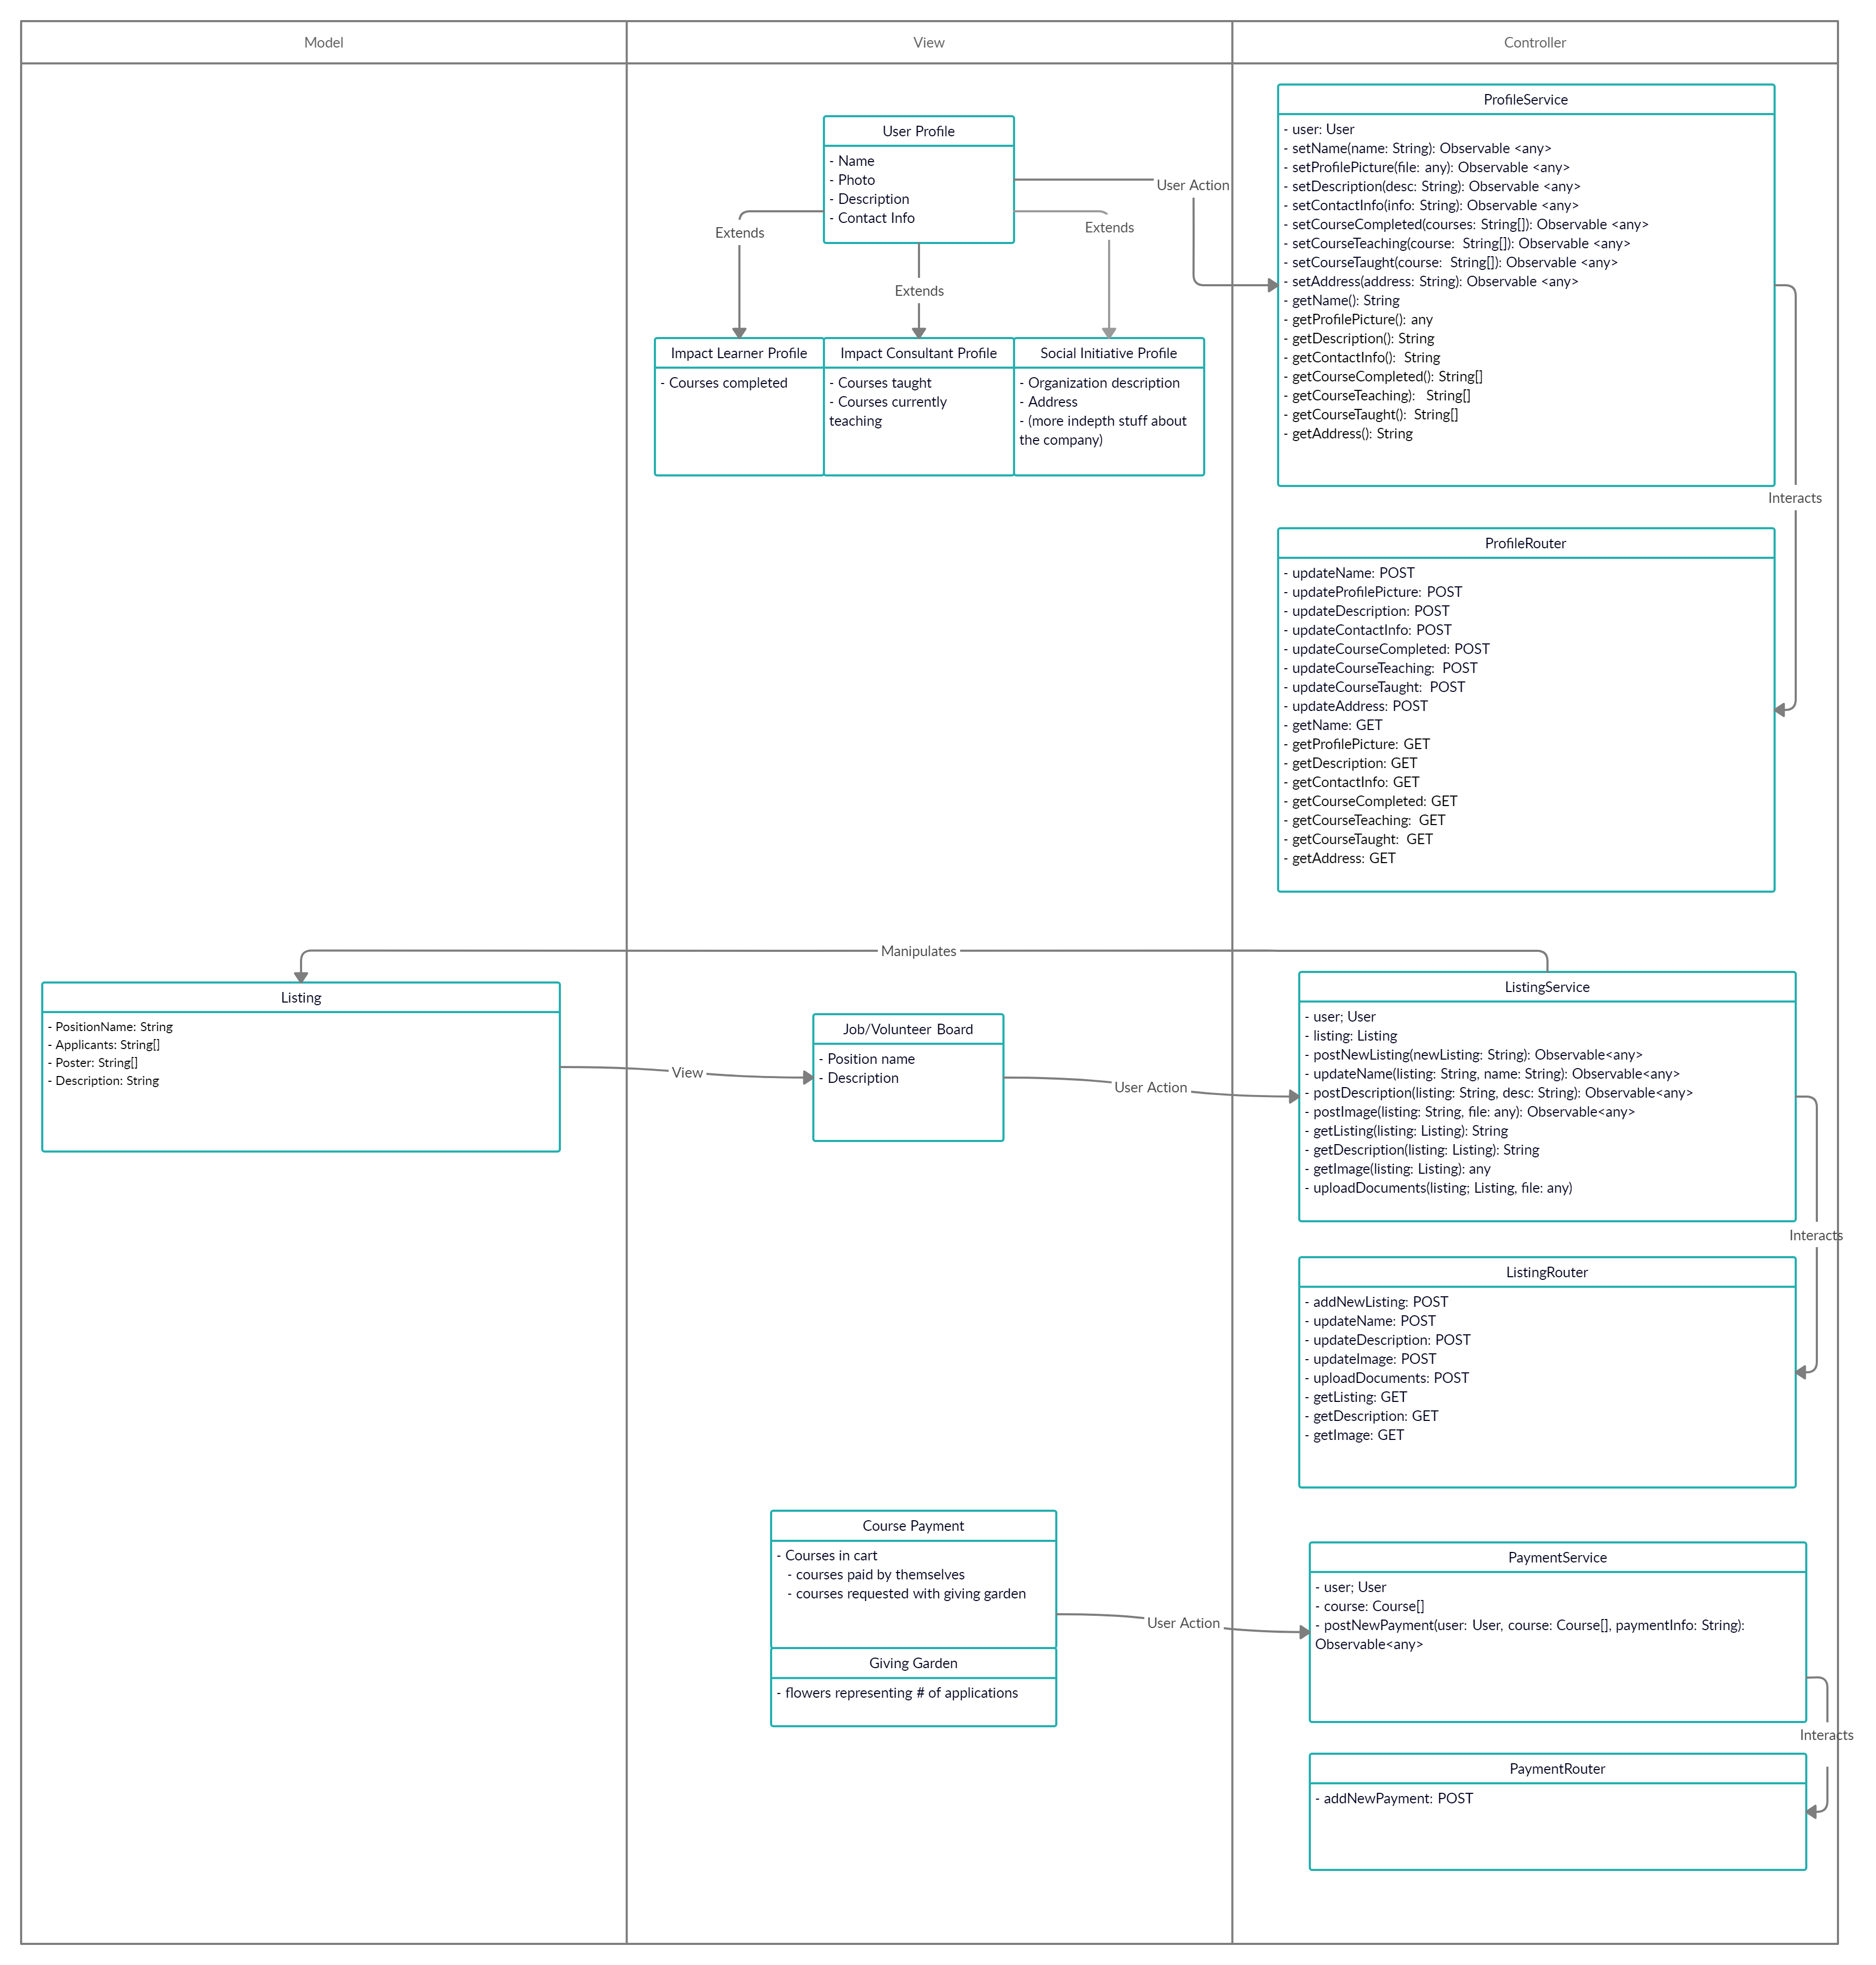 Model
View
Controller
User Profile
- Name
- Photo
- Description
- Contact Info
User Action
Extends
Extends
Extends
Impact Learner Profile
- Courses completed
Impact Consultant Profile
- Courses taught
- Courses currently
teaching
Social Initiative Profile
- Organization description
- Address
- (more indepth stuff about
the company)
ProfileService
- user: User
- setName(name: String): Observable <any>
- setProfilePicture(file: any): Observable <any>
- setDescription(desc: String): Observable <any>
- setContactInfo(info: String): Observable <any>
- setCourseCompleted(courses: String[]): Observable <any>
- setCourseTeaching(course:  String[]): Observable <any>
- setCourseTaught(course:  String[]): Observable <any>
- setAddress(address: String): Observable <any>
- getName(): String
- getProfilePicture(): any
- getDescription(): String
- getContactInfo():  String
- getCourseCompleted(): String[]
- getCourseTeaching):   String[]
- getCourseTaught():  String[]
- getAddress(): String
Interacts
ProfileRouter
- updateName: POST
- updateProfilePicture: POST
- updateDescription: POST
- updateContactInfo: POST
- updateCourseCompleted: POST
- updateCourseTeaching:  POST
- updateCourseTaught:  POST
- updateAddress: POST
- getName: GET
- getProfilePicture: GET
- getDescription: GET
- getContactInfo: GET
- getCourseCompleted: GET
- getCourseTeaching:  GET
- getCourseTaught:  GET
- getAddress: GET
Manipulates
Listing
- PositionName: String
- Applicants: String[]
- Poster: String[]
- Description: String
View
Job/Volunteer Board
- Position name
- Description
User Action
ListingService
- user; User
- listing: Listing
- postNewListing(newListing: String): Observable<any>
- updateName(listing: String, name: String): Observable<any>
- postDescription(listing: String, desc: String): Observable<any>
- postImage(listing: String, file: any): Observable<any>
- getListing(listing: Listing): String
- getDescription(listing: Listing): String
- getImage(listing: Listing): any
- uploadDocuments(listing; Listing, file: any)
Interacts
ListingRouter
- addNewListing: POST
- updateName: POST
- updateDescription: POST
- updateImage: POST
- uploadDocuments: POST
- getListing: GET
- getDescription: GET
- getImage: GET
Course Payment
- Courses in cart
- courses paid by themselves
- courses requested with giving garden
Giving Garden
- flowers representing # of applications
User Action
PaymentService
- user; User
- course: Course[]
- postNewPayment(user: User, course: Course[], paymentInfo: String):
Observable<any>
Interacts
PaymentRouter
- addNewPayment: POST